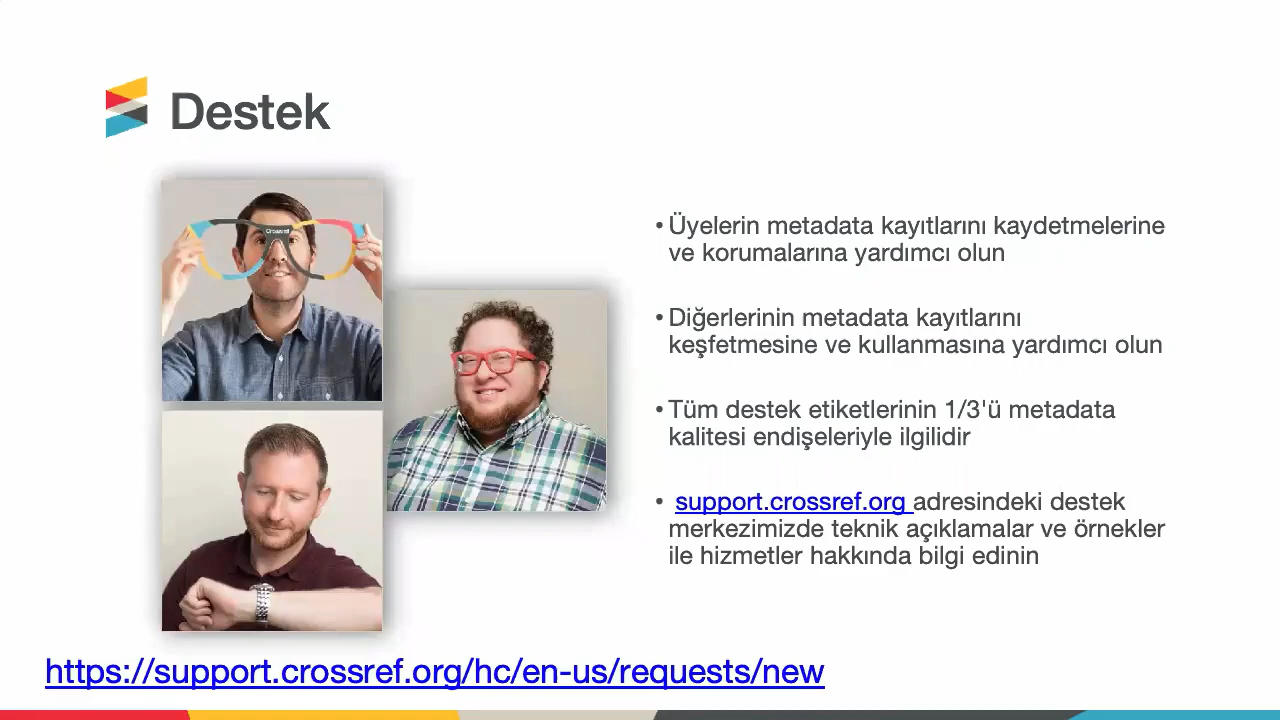 Destek
Crossref
• Üyelerin metadata kayıtlarını kaydetmelerine
ve korumalarına yardımcı olun
• Diğerlerinin metadata kayıtlarını
keşfetmesine ve kullanmasına yardımcı olun
• Tüm destek etiketlerinin 1/3'ü metadata
kalitesi endişeleriyle ilgilidir
• support.crossref.org adresindeki destek
merkezimizde teknik açıklamalar ve örnekler
ile hizmetler hakkında bilgi edinin
https://support.crossref.org/hc/en-us/requests/new